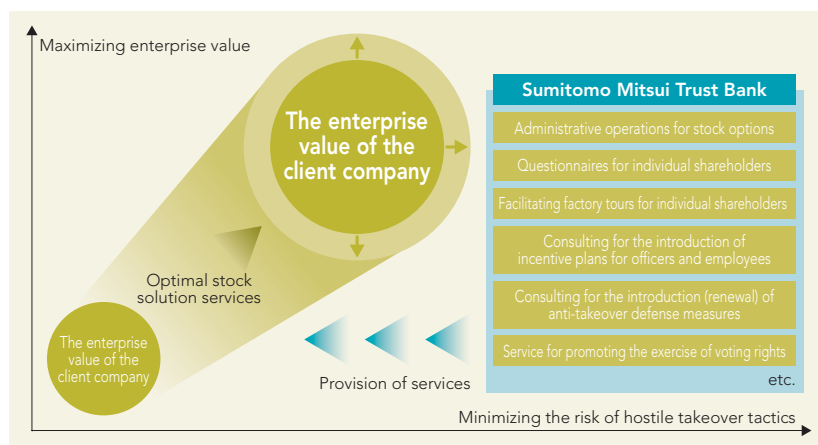 Maximizing enterprise value
The enterprise
value of the
client company
Optimal stock
solution services
The enterprise
value of the
client company
Provision of services
Sumitomo Mitsui Trust Bank
Administrative operations for stock options
Questionnaires for individual shareholders
Facilitating factory tours for individual shareholders
Consulting for the introduction of
incentive plans for officers and employees
Consulting for the introduction (renewal) of
anti-takeover defense measures
Service for promoting the exercise of voting rights
etc.
Minimizing the risk of hostile takeover tactics